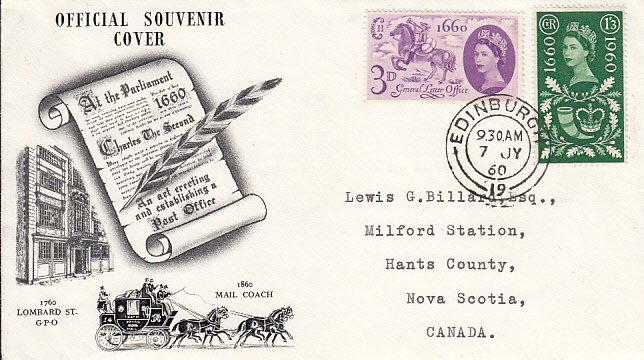 OFFICIAL SOUVENIR
COVER
At the Parliament
1660
Charles The Second
An act erecting
and establishing a
Post Office
1760
LOMBARD ST.
G·P·O
1860
MAIL COACH
CII 1660
3D
General Letter Office
1660 CR 1'3 1960
EDINBURGH
9.30AM
7 JY
60
19
Lewis G.Billard,Esq.,
Milford Station,
Hants County,
Nova Scotia,
CANADA.